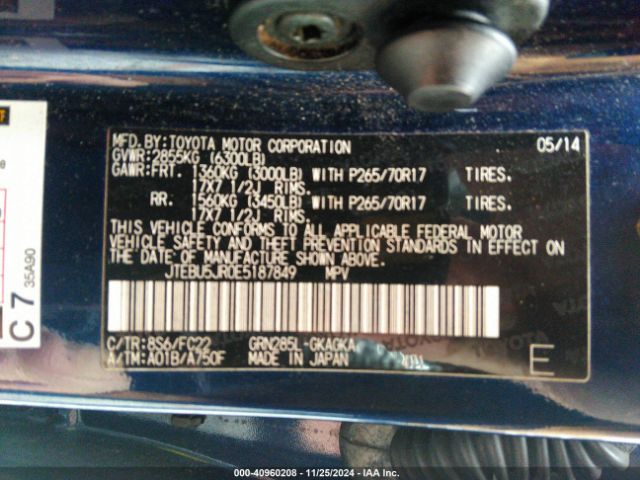 MFD.BY:TOYOTA MOTOR CORPORATION 05/14
GVWR:2855KG (6300LB)
GAWR:FRT. 1360KG (3000LB) WITH P265/70R17 TIRES.
17X7 1/2J RIMS.
RR. 1560KG (3450LB) WITH P265/70R17 TIRES.
17X7 1/2J RIMS.
THIS VEHICLE CONFORMS TO ALL APPLICABLE FEDERAL MOTOR
VEHICLE SAFETY AND THEFT PREVENTION STANDARDS IN EFFECT ON
THE DATE OF MANUFACTURE SHOWN ABOVE.
JTEBU5JR0E5187849 MPV
C/TR:8S6/FC22 GRN285L-GKAGKA
A/TM:A01B/A750F MADE IN JAPAN
E
C 7
35A90
000-40960208 - 11/25/2024 - IAA Inc.